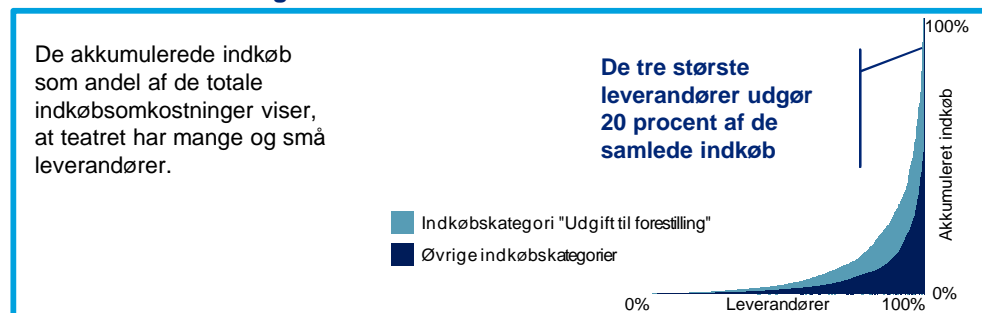 De akkumulerede indkøb
som andel af de totale
indkøbsomkostninger viser,
at teatret har mange og små
leverandører.
De tre største
leverandører udgør
20 procent af de
samlede indkøb
Indkøbskategori "Udgift til forestilling"
Øvrige indkøbskategorier
100%
Akkumuleret indkøb
0%
0%
Leverandører
100%